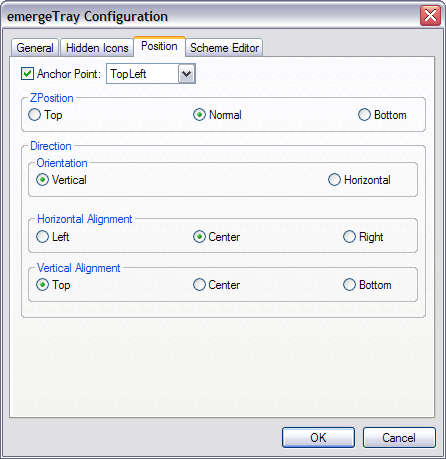 emergeTray Configuration
General Hidden Icons Position Scheme Editor
Anchor Point: TopLeft
ZPosition
Top Normal Bottom
Direction
Orientation
Vertical Horizontal
Horizontal Alignment
Left Center Right
Vertical Alignment
Top Center Bottom
OK Cancel